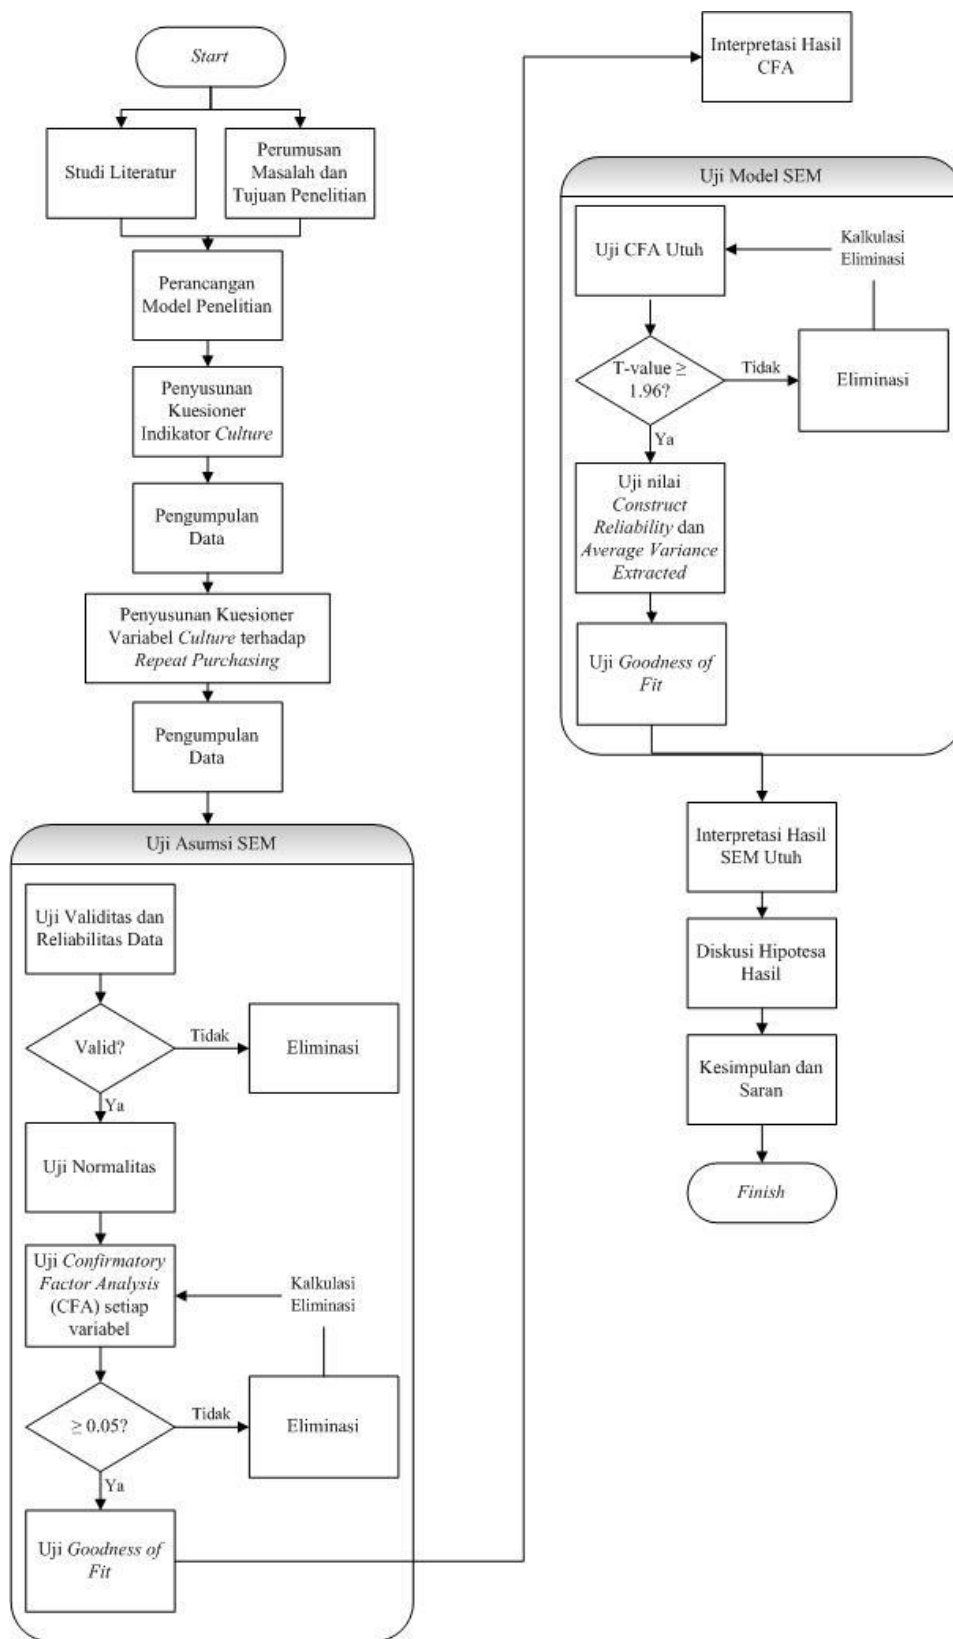 Start
Studi Literatur
Perumusan
Masalah dan
Tujuan Penelitian
Perancangan
Model Penelitian
Penyusunan
Kuesioner
Indikator Culture
Pengumpulan
Data
Penyusunan Kuesioner
Variabel Culture terhadap
Repeat Purchasing
Pengumpulan
Data
Uji Asumsi SEM
Uji Validitas dan
Reliabilitas Data
Valid?
Tidak
Eliminasi
Ya
Uji Normalitas
Uji Confirmatory
Factor Analysis
(CFA) setiap
variabel
Kalkulasi
Eliminasi
≥ 0.05?
Tidak
Eliminasi
Ya
Uji Goodness of
Fit
Interpretasi Hasil
CFA
Uji Model SEM
Uji CFA Utuh
Kalkulasi
Eliminasi
T-value ≥
1.96?
Tidak
Eliminasi
Ya
Uji nilai
Construct
Reliability dan
Average Variance
Extracted
Uji Goodness of
Fit
Interpretasi Hasil
SEM Utuh
Diskusi Hipotesa
Hasil
Kesimpulan dan
Saran
Finish